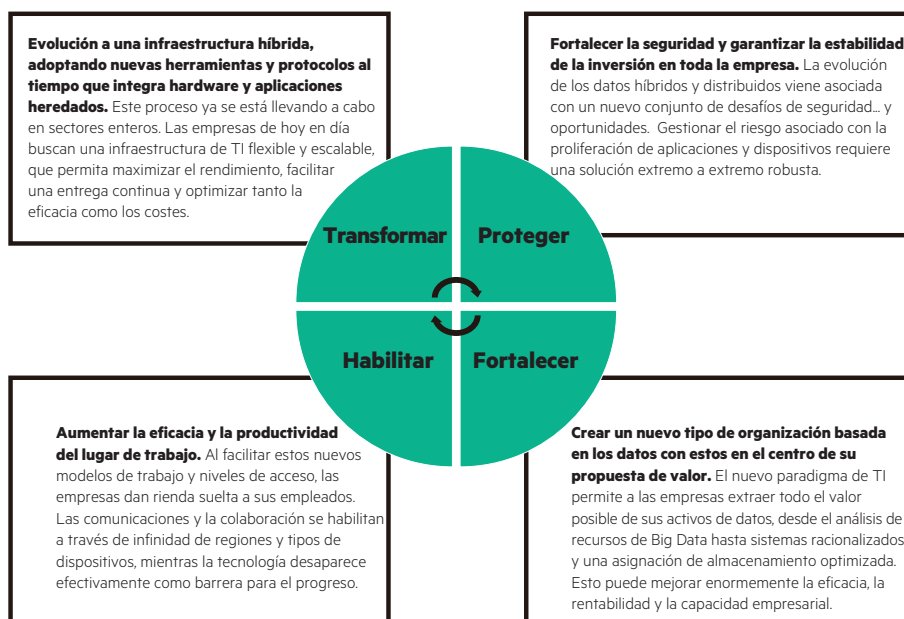 Evolución a una infraestructura híbrida,
adoptando nuevas herramientas y protocolos al
tiempo que integra hardware y aplicaciones
heredados. Este proceso ya se está llevando a cabo
en sectores enteros. Las empresas de hoy en día
buscan una infraestructura de TI flexible y escalable,
que permita maximizar el rendimiento, facilitar
una entrega continua y optimizar tanto la
eficacia como los costes.
Fortalecer la seguridad y garantizar la estabilidad
de la inversión en toda la empresa. La evolución
de los datos híbridos y distribuidos viene asociada
con un nuevo conjunto de desafíos de seguridad... y
oportunidades. Gestionar el riesgo asociado con la
proliferación de aplicaciones y dispositivos requiere
una solución extremo a extremo robusta.
Transformar
Proteger
Habilitar
Fortalecer
Aumentar la eficacia y la productividad
del lugar de trabajo. Al facilitar estos nuevos
modelos de trabajo y niveles de acceso, las
empresas dan rienda suelta a sus empleados.
Las comunicaciones y la colaboración se habilitan
a través de infinidad de regiones y tipos de
dispositivos, mientras la tecnología desaparece
efectivamente como barrera para el progreso.
Crear un nuevo tipo de organización basada
en los datos con estos en el centro de su
propuesta de valor. El nuevo paradigma de TI
permite a las empresas extraer todo el valor
posible de sus activos de datos, desde el análisis de
recursos de Big Data hasta sistemas racionalizados
y una asignación de almacenamiento optimizada.
Esto puede mejorar enormemente la eficacia, la
rentabilidad y la capacidad empresarial.